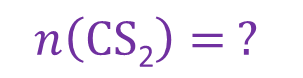 n(CS₂) = ?